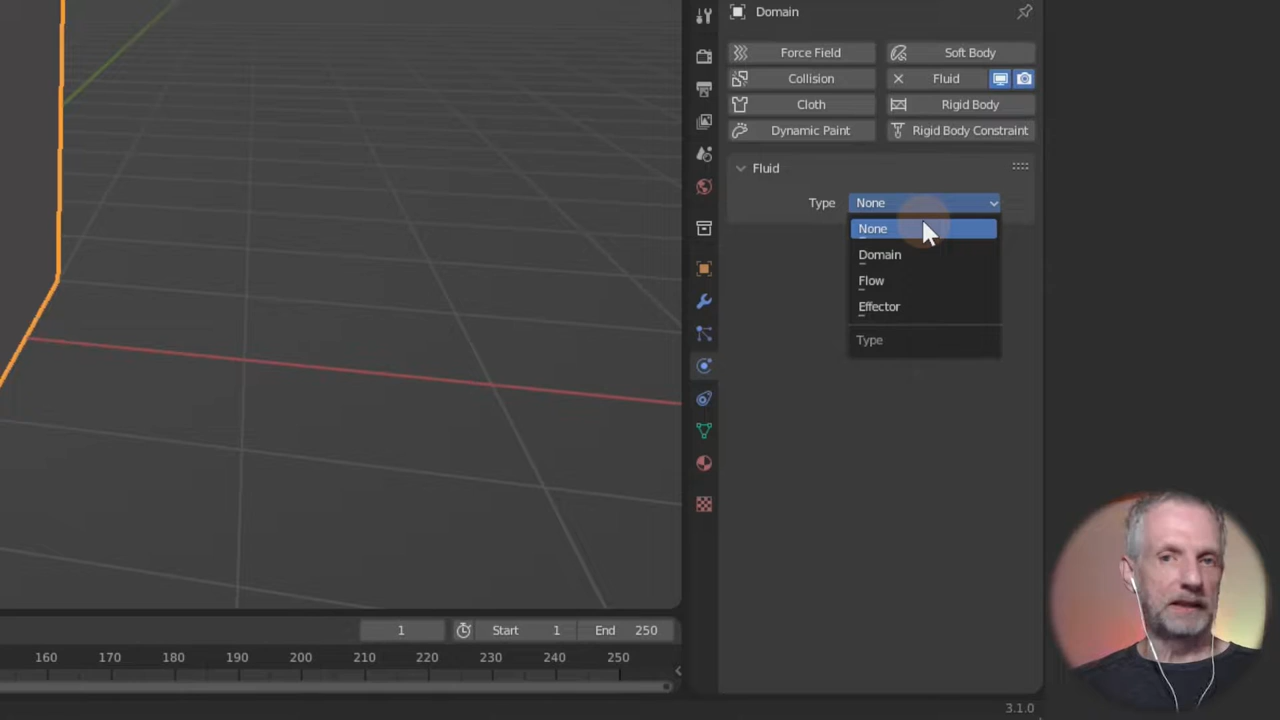 Domain
Force Field
Soft Body
Collision
Fluid
Cloth
Rigid Body
Dynamic Paint
Rigid Body Constraint
Fluid
Type None
None
Domain
Flow
Effector
Type
1 Start 1 End 250
160 170 180 190 200 210 220 230 240 250
3.1.0